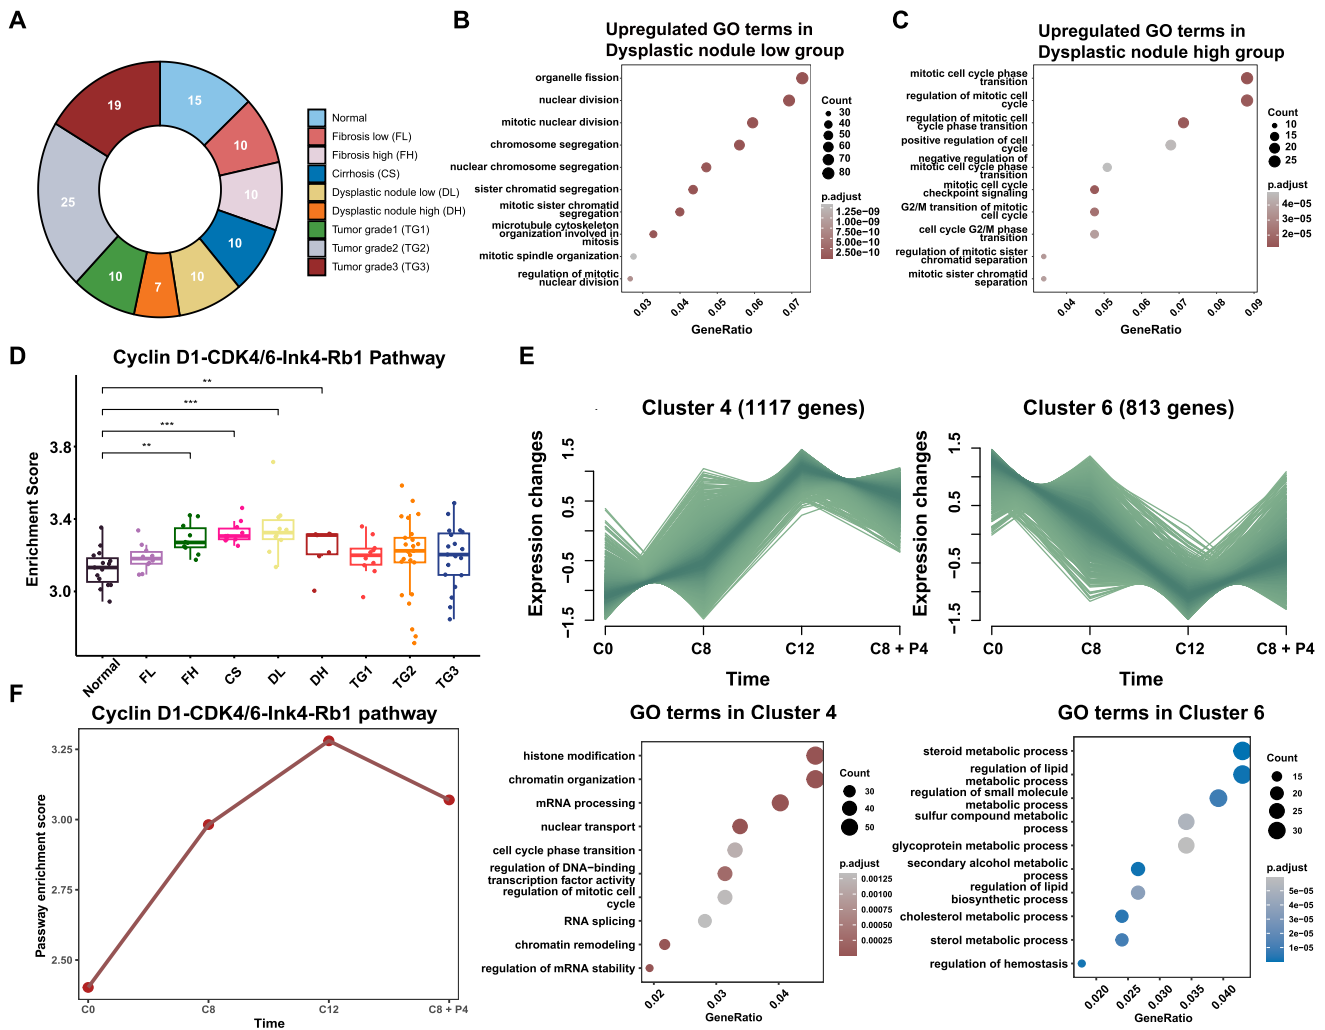 A
19
15
10
10
10
10
7
10
25
Normal
Fibrosis low (FL)
Fibrosis high (FH)
Cirrhosis (CS)
Dysplastic nodule low (DL)
Dysplastic nodule high (DH)
Tumor grade1 (TG1)
Tumor grade2 (TG2)
Tumor grade3 (TG3)
B
Upregulated GO terms in
Dysplastic nodule low group
organelle fission
nuclear division
mitotic nuclear division
chromosome segregation
nuclear chromosome segregation
sister chromatid segregation
mitotic sister chromatid
segregation
microtubule cytoskeleton
organization involved in
mitosis
mitotic spindle organization
regulation of mitotic
nuclear division
0.03
0.04
0.05
0.06
0.07
GeneRatio
Count
30
40
50
60
70
80
p.adjust
1.25e−09
1.00e−09
7.50e−10
5.00e−10
2.50e−10
C
Upregulated GO terms in
Dysplastic nodule high group
mitotic cell cycle phase
transition
regulation of mitotic cell
cycle
regulation of mitotic cell
cycle phase transition
positive regulation of cell
cycle
negative regulation of
mitotic cell cycle phase
transition
mitotic cell cycle
checkpoint signaling
G2/M transition of mitotic
cell cycle
cell cycle G2/M phase
transition
regulation of mitotic sister
chromatid separation
mitotic sister chromatid
separation
0.04
0.05
0.06
0.07
0.08
0.09
GeneRatio
Count
10
15
20
25
p.adjust
4e−05
3e−05
2e−05
D
Cyclin D1-CDK4/6-Ink4-Rb1 Pathway
**
***
***
**
Enrichment Score
3.8
3.4
3.0
Normal
FL
FH
CS
DL
DH
TG1
TG2
TG3
E
Cluster 4 (1117 genes)
Expression changes
1.5
0.5
−0.5
−1.5
C0
C8
C12
C8 + P4
Time
Cluster 6 (813 genes)
Expression changes
1.5
0.5
−0.5
−1.5
C0
C8
C12
C8 + P4
Time
F
Cyclin D1-CDK4/6-Ink4-Rb1 pathway
Passway enrichment score
3.25
3.00
2.75
2.50
C0
C8
C12
C8 + P4
Time
GO terms in Cluster 4
histone modification
chromatin organization
mRNA processing
nuclear transport
cell cycle phase transition
regulation of DNA−binding
transcription factor activity
regulation of mitotic cell
cycle
RNA splicing
chromatin remodeling
regulation of mRNA stability
0.02
0.03
0.04
GeneRatio
Count
30
40
50
p.adjust
0.00125
0.00100
0.00075
0.00050
0.00025
GO terms in Cluster 6
steroid metabolic process
regulation of lipid
metabolic process
regulation of small molecule
metabolic process
sulfur compound metabolic
process
glycoprotein metabolic process
secondary alcohol metabolic
process
regulation of lipid
biosynthetic process
cholesterol metabolic process
sterol metabolic process
regulation of hemostasis
0.020
0.025
0.030
0.035
0.040
GeneRatio
Count
15
20
25
30
p.adjust
5e−05
4e−05
3e−05
2e−05
1e−05